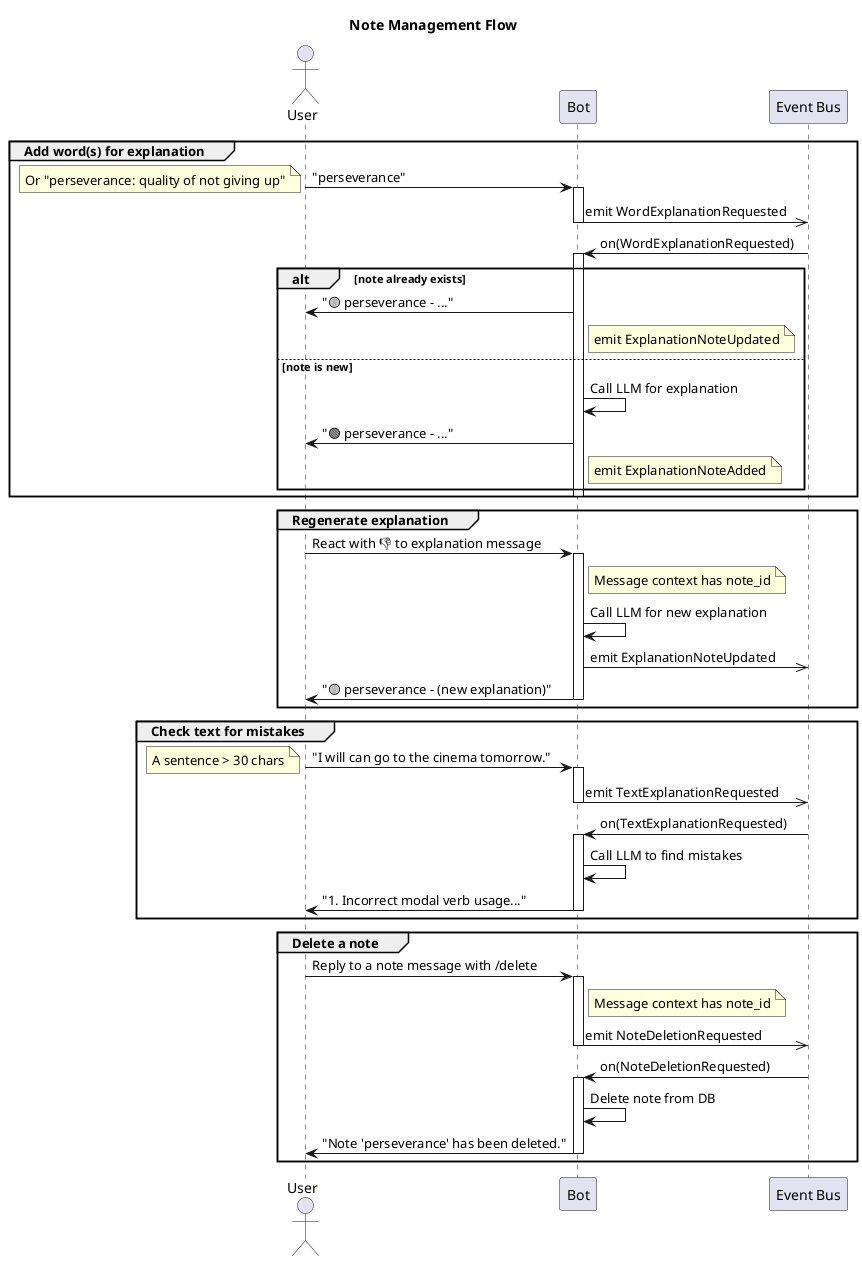 Note Management Flow
User
Bot
Event Bus
Add word(s) for explanation
Or "perseverance: quality of not giving up"
"perseverance"
emit WordExplanationRequested
on(WordExplanationRequested)
alt [note already exists]
"🟡 perseverance - ..."
emit ExplanationNoteUpdated
[note is new]
Call LLM for explanation
"🟢 perseverance - ..."
emit ExplanationNoteAdded
Regenerate explanation
React with 👎 to explanation message
Message context has note_id
Call LLM for new explanation
emit ExplanationNoteUpdated
"🟡 perseverance - (new explanation)"
Check text for mistakes
A sentence > 30 chars
"I will can go to the cinema tomorrow."
emit TextExplanationRequested
on(TextExplanationRequested)
Call LLM to find mistakes
"1. Incorrect modal verb usage..."
Delete a note
Reply to a note message with /delete
Message context has note_id
emit NoteDeletionRequested
on(NoteDeletionRequested)
Delete note from DB
"Note 'perseverance' has been deleted."
User
Bot
Event Bus